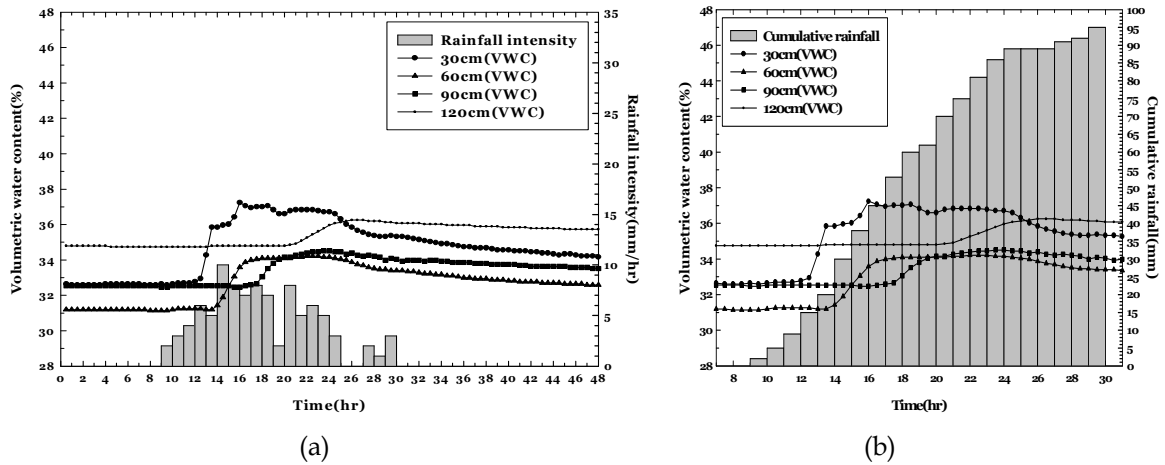 48
46
44
42
40
38
36
34
32
30
28
Volumetric water content(%)
Rainfall intensity
30cm(VWC)
60cm(VWC)
90cm(VWC)
120cm(VWC)
35
30
25
20
15
10
5
0
Rainfall intensity(mm/hr)
0 2 4 6 8 10 12 14 16 18 20 22 24 26 28 30 32 34 36 38 40 42 44 46 48
Time(hr)
(a)
48
46
44
42
40
38
36
34
32
30
28
Volumetric water content(%)
Cumulative rainfall
30cm(VWC)
60cm(VWC)
90cm(VWC)
120cm(VWC)
100
95
90
85
80
75
70
65
60
55
50
45
40
35
30
25
20
15
10
5
0
Cumulative rainfall(mm)
8 10 12 14 16 18 20 22 24 26 28 30
Time(hr)
(b)